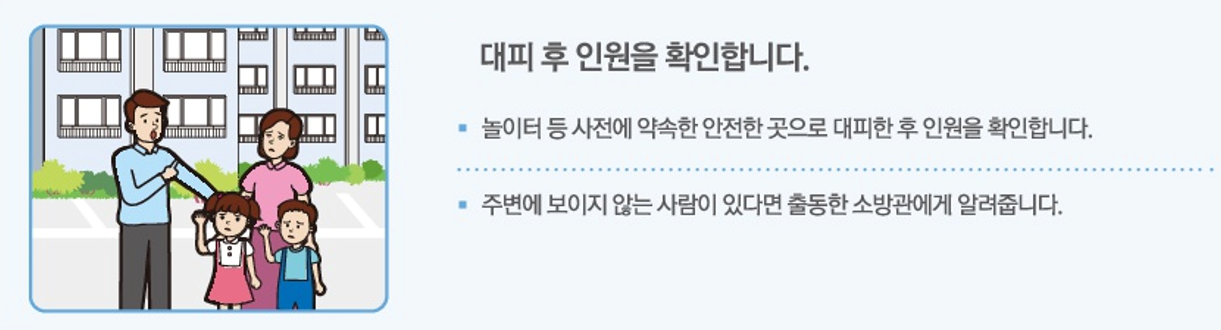 대피 후 인원을 확인합니다.
놀이터 등 사전에 약속한 안전한 곳으로 대피한 후 인원을 확인합니다.
주변에 보이지 않는 사람이 있다면 출동한 소방관에게 알려줍니다.